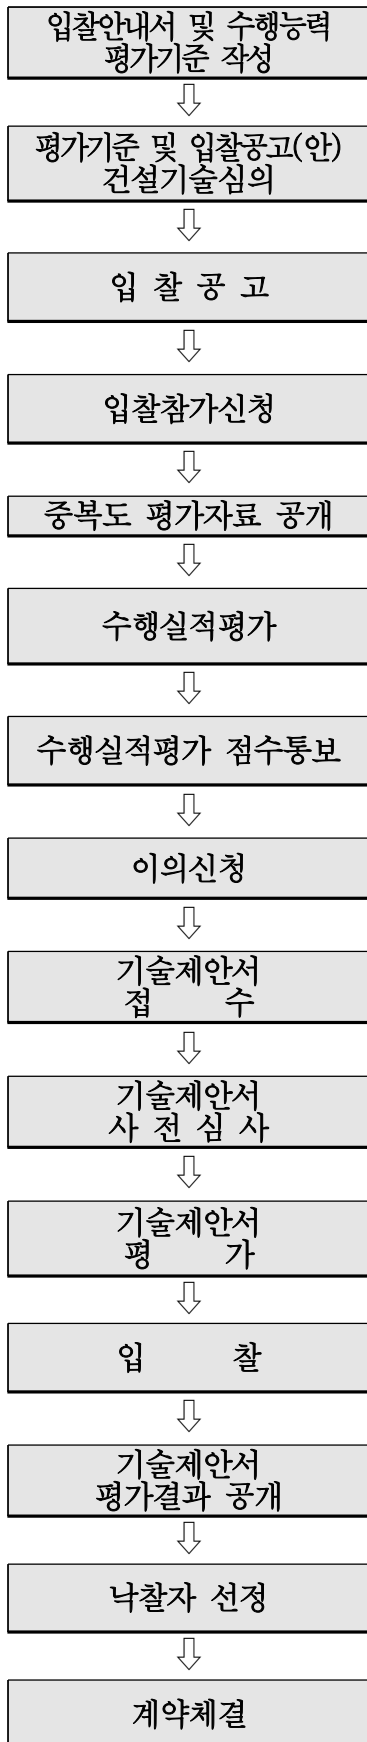 입찰안내서 및 수행능력
평가기준 작성
평가기준 및 입찰공고(안)
건설기술심의
입 찰 공 고
입찰참가신청
중복도 평가자료 공개
수행실적평가
수행실적평가 점수통보
이의신청
기술제안서
접 수
기술제안서
사 전 심 사
기술제안서
평 가
입 찰
기술제안서
평가결과 공개
낙찰자 선정
계약체결